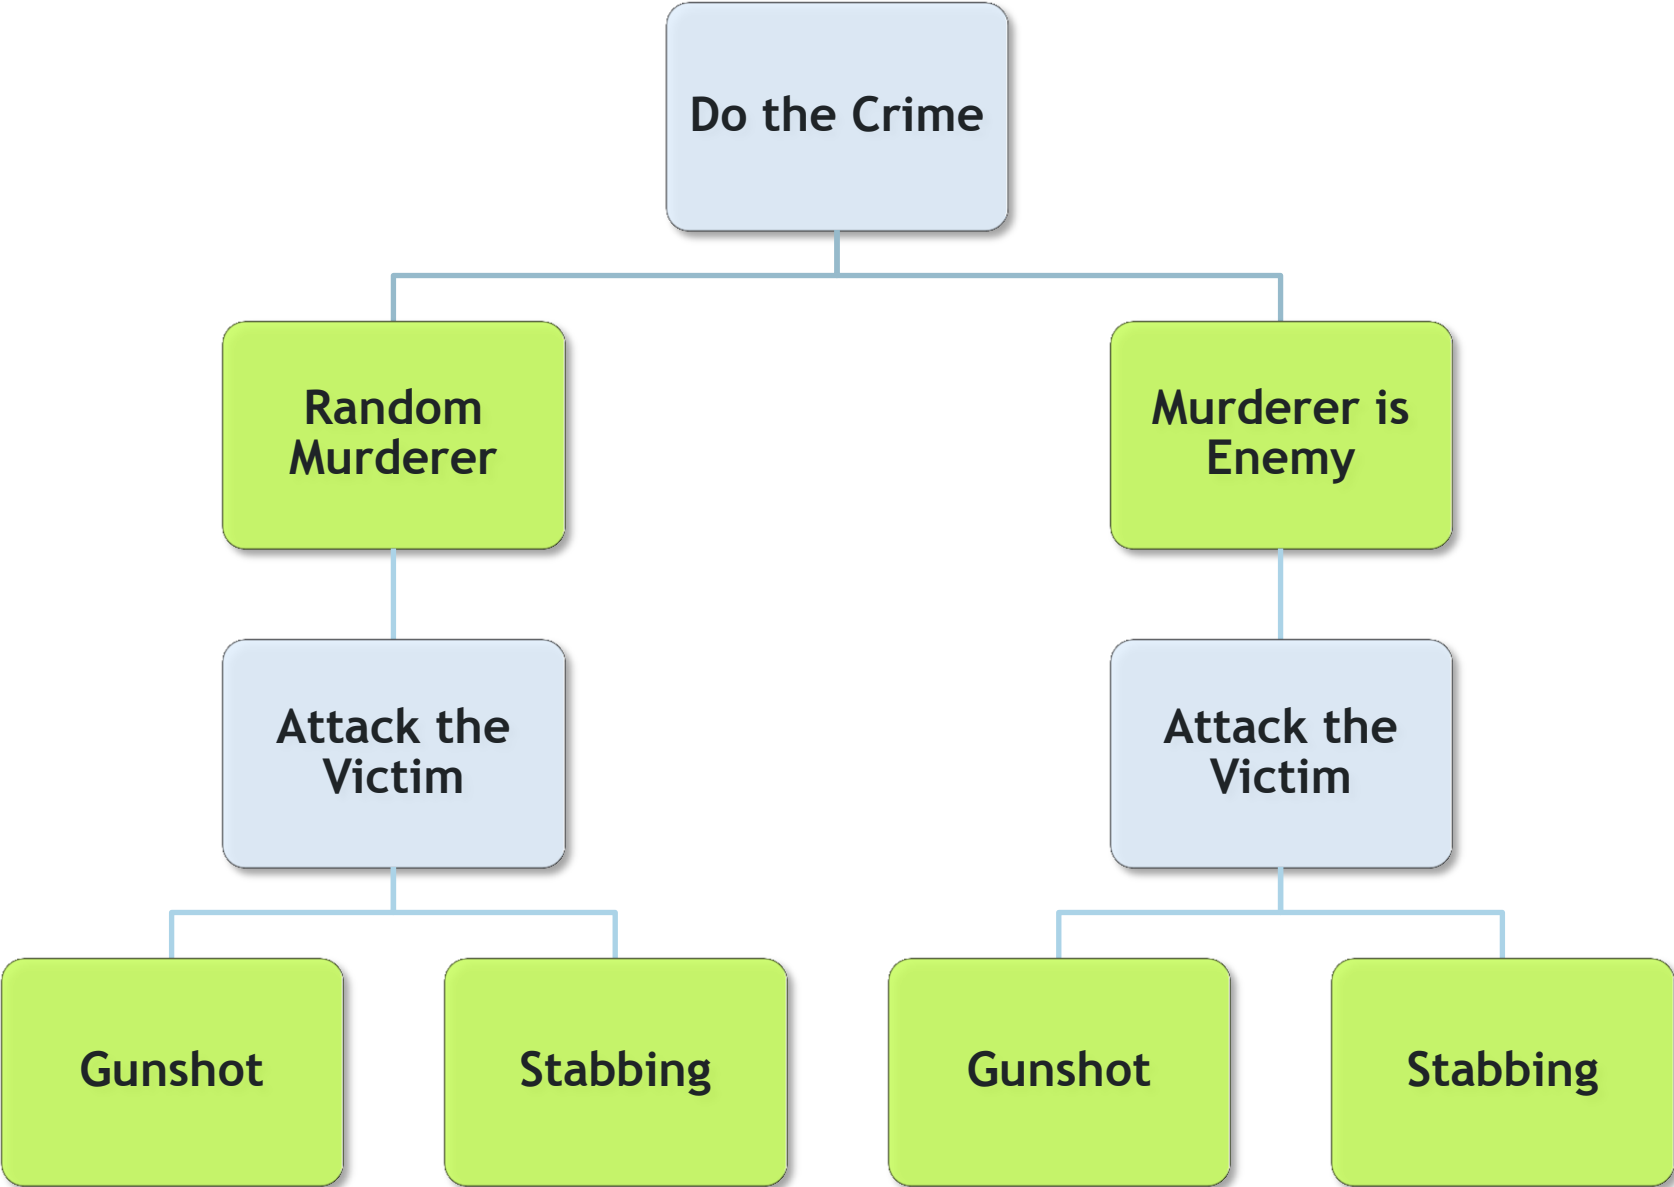 Do the Crime
Random
Murderer
Murderer is
Enemy
Attack the
Victim
Attack the
Victim
Gunshot
Stabbing
Gunshot
Stabbing